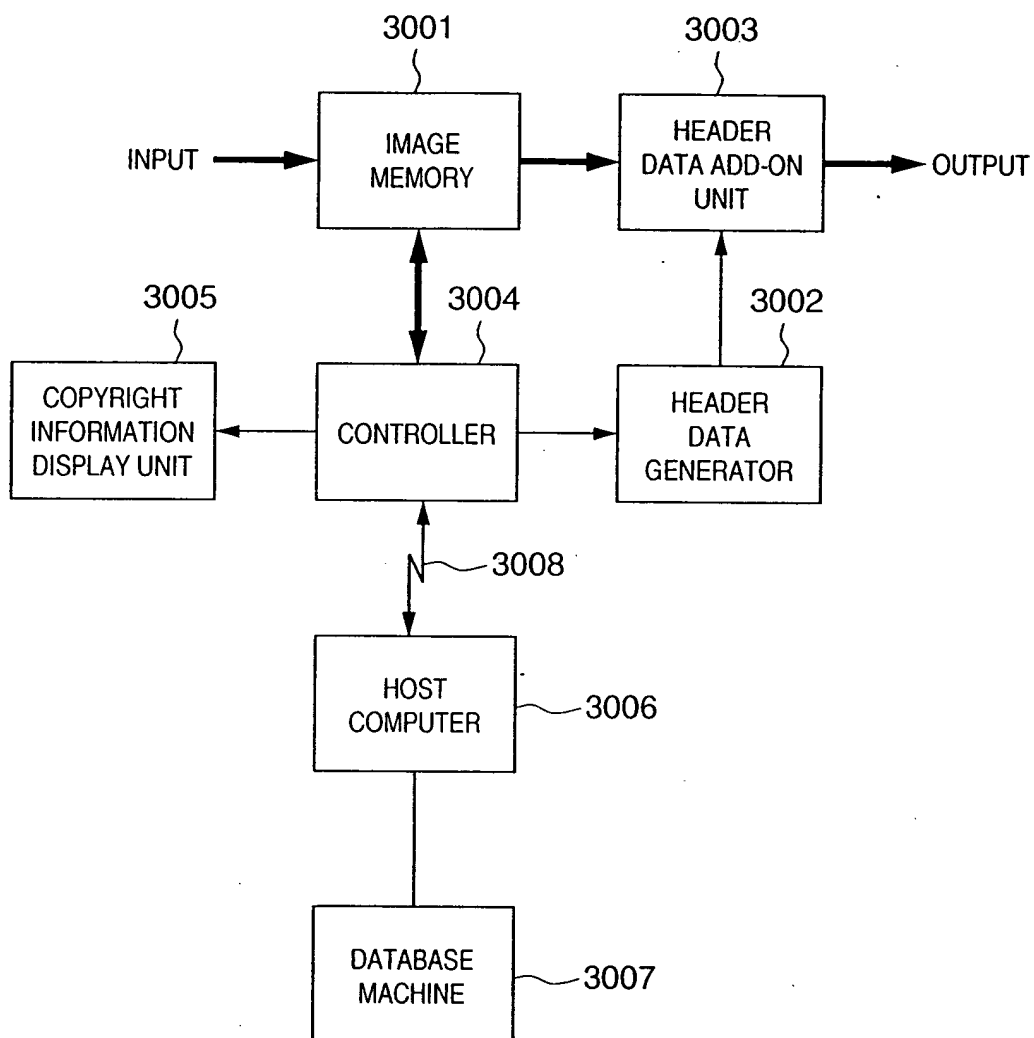 3001
3003
INPUT
IMAGE
MEMORY
HEADER
DATA ADD-ON
UNIT
OUTPUT
3005
3004
3002
COPYRIGHT
INFORMATION
DISPLAY UNIT
CONTROLLER
HEADER
DATA
GENERATOR
3008
HOST
COMPUTER
3006
DATABASE
MACHINE
3007